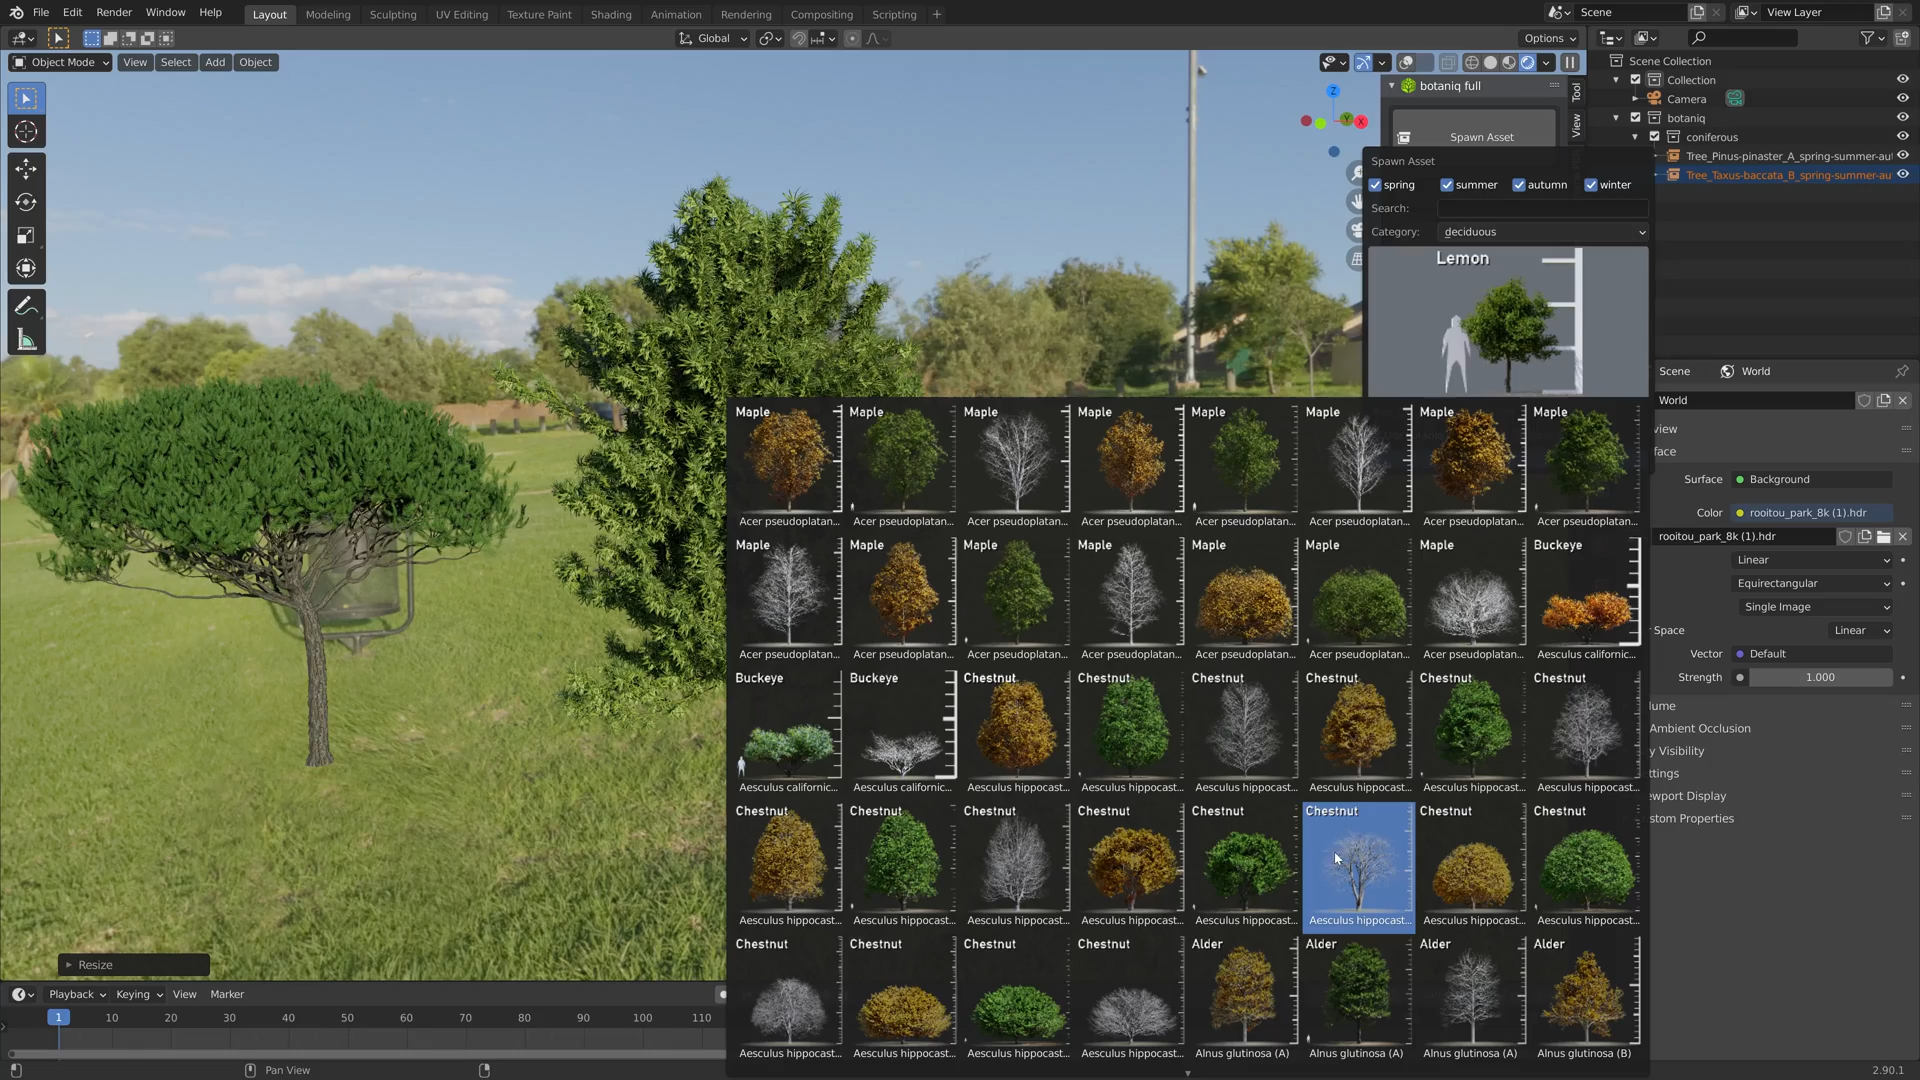 File Edit Render Window Help
Layout Modeling Sculpting UV Editing Texture Paint Shading Animation Rendering Compositing Scripting +
Scene
View Layer
Global
Options
Object Mode View Select Add Object
botaniq full
Tool
View
Spawn Asset
Z
Y
X
Scene Collection
Collection
Camera
botaniq
coniferous
Tree_Pinus-pinaster_A_spring-summer-au
Tree_Taxus-baccata_B_spring-summer-au
Spawn Asset
spring summer autumn winter
Search:
Category: deciduous
Lemon
Maple Maple Maple Maple Maple Maple Maple Maple
Acer pseudoplatan... Acer pseudoplatan... Acer pseudoplatan... Acer pseudoplatan... Acer pseudoplatan... Acer pseudoplatan... Acer pseudoplatan... Acer pseudoplatan...
Maple Maple Maple Maple Maple Maple Maple Buckeye
Acer pseudoplatan... Acer pseudoplatan... Acer pseudoplatan... Acer pseudoplatan... Acer pseudoplatan... Acer pseudoplatan... Acer pseudoplatan... Aesculus californic...
Buckeye Buckeye Chestnut Chestnut Chestnut Chestnut Chestnut Chestnut
Aesculus californic... Aesculus californic... Aesculus hippocast... Aesculus hippocast... Aesculus hippocast... Aesculus hippocast... Aesculus hippocast... Aesculus hippocast...
Chestnut Chestnut Chestnut Chestnut Chestnut Chestnut Chestnut Chestnut
Aesculus hippocast... Aesculus hippocast... Aesculus hippocast... Aesculus hippocast... Aesculus hippocast... Aesculus hippocast... Aesculus hippocast... Aesculus hippocast...
Chestnut Chestnut Chestnut Chestnut Alder Alder Alder Alder
Aesculus hippocast... Aesculus hippocast... Aesculus hippocast... Aesculus hippocast... Alnus glutinosa (A) Alnus glutinosa (A) Alnus glutinosa (A) Alnus glutinosa (B)
Scene World
World
view
face
Surface Background
Color rooitou_park_8k (1).hdr
rooitou_park_8k (1).hdr
Linear
Equirectangular
Single Image
Space Linear
Vector Default
Strength 1.000
lume
Ambient Occlusion
y Visibility
ttings
ewport Display
stom Properties
Resize
Playback Keying View Marker
1 10 20 30 40 50 60 70 80 90 100 110
Pan View
2.90.1